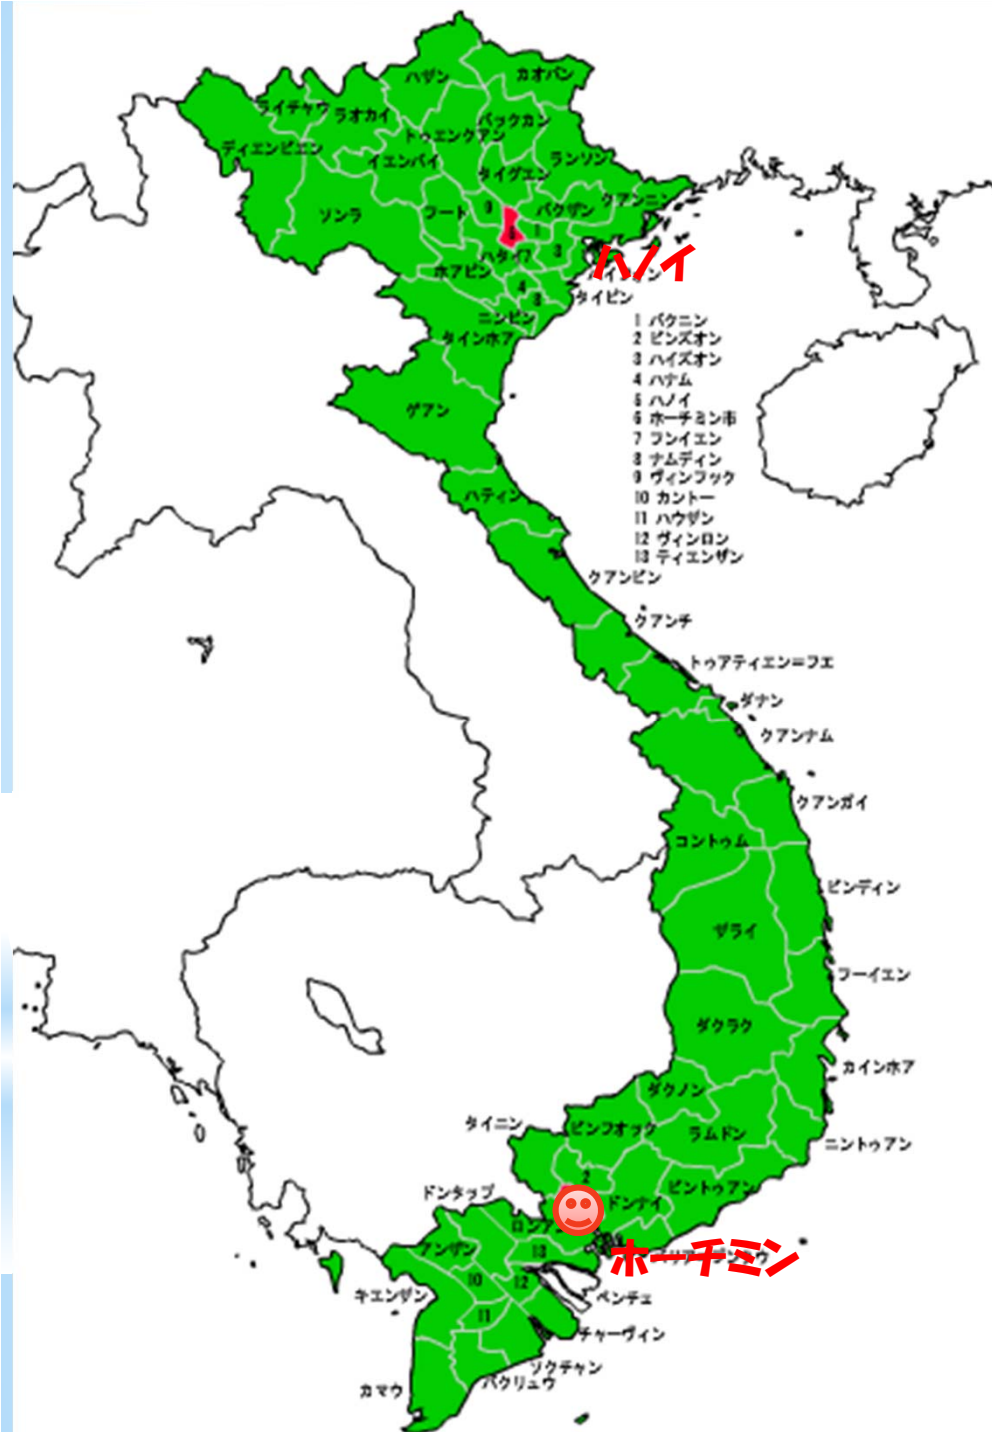 ハザン
カオバン
ライチャウ
ラオカイ
バックカン
トゥエンクアン
ディエンビエン
イエンバイ
ランソン
タイグエン
クアンニン
ソンラ
フート
9
バクザン
1
ハタイ7
3
ハノイ
ホアビン
4
8
タイビン
ニンビン
タインホア
1 バクニン
2 ビンズオン
3 ハイズオン
4 ハナム
5 ハノイ
6 ホーチミン市
7 フンイエン
8 ナムディン
9 ヴィンフック
10 カントー
11 ハウザン
12 ヴィンロン
13 ティエンザン
ゲアン
ハティン
クアンビン
クアンチ
トゥアティエン=フエ
ダナン
クアンナム
クアンガイ
コントゥム
ビンディン
ザライ
フーイエン
ダクラク
カインホア
ダクノン
タイニン
ビンフオック
ラムドン
ニントゥアン
2
ビントゥアン
ドンタップ
ドンナイ
アンザン
13
ホーチミン
10
12
キエンザン
ベンチェ
11
チャーヴィン
ソクチャン
バクリュウ
カマウ